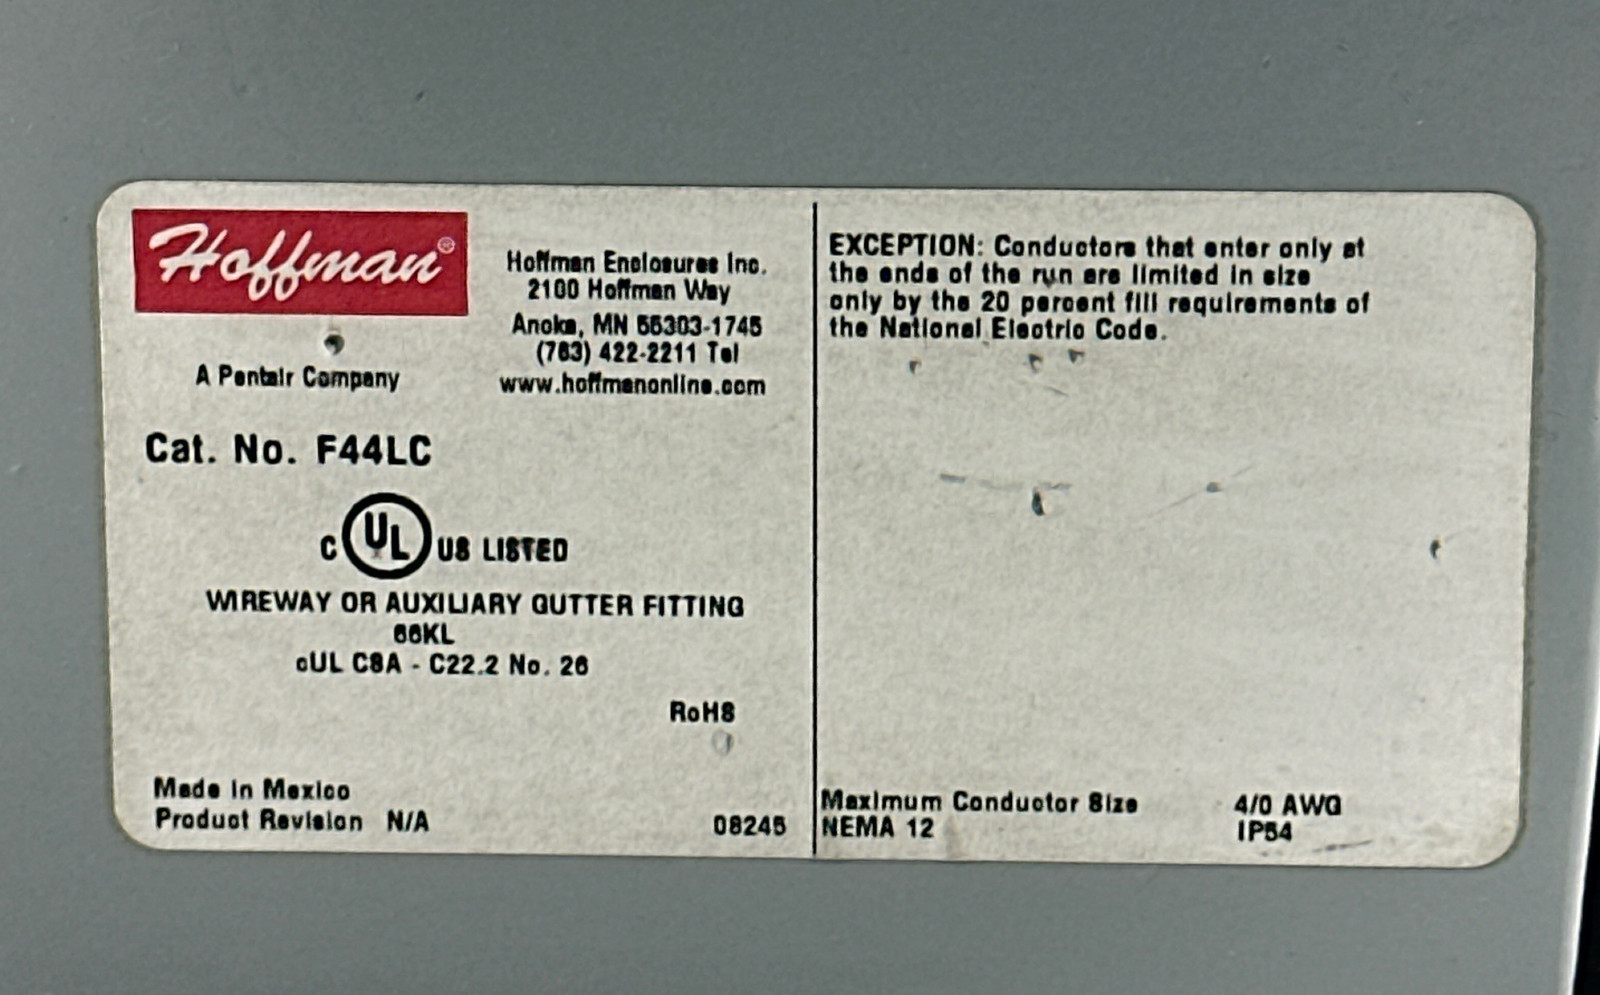 Hoffman®
A Pentair Company
Hoffman Enclosures Inc.
2100 Hoffman Way
Anoka, MN 55303-1745
(763) 422-2211 Tel
www.hoffmanonline.com
Cat. No. F44LC
C UL US LISTED
WIREWAY OR AUXILIARY GUTTER FITTING
66KL
cUL CSA - C22.2 No. 26
RoHS
Made in Mexico
Product Revision N/A
08245
EXCEPTION: Conductors that enter only at
the ends of the run are limited in size
only by the 20 percent fill requirements of
the National Electric Code.
Maximum Conductor Size 4/0 AWG
NEMA 12 IP54